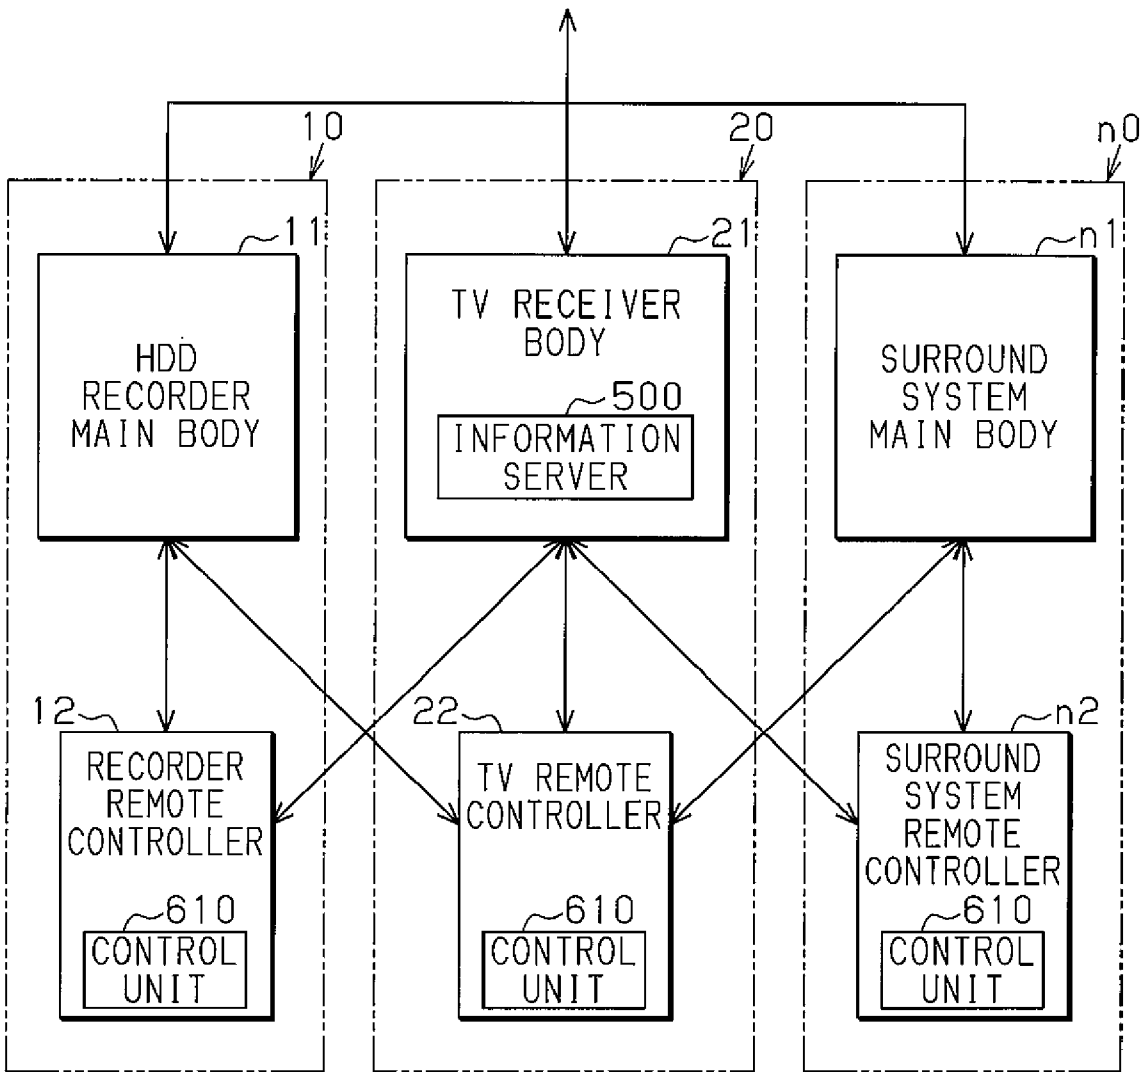 10
20
n0
11
21
n1
HDD
RECORDER
MAIN BODY
TV RECEIVER
BODY
500
INFORMATION
SERVER
SURROUND
SYSTEM
MAIN BODY
12
22
n2
RECORDER
REMOTE
CONTROLLER
610
CONTROL
UNIT
TV REMOTE
CONTROLLER
610
CONTROL
UNIT
SURROUND
SYSTEM
REMOTE
CONTROLLER
610
CONTROL
UNIT